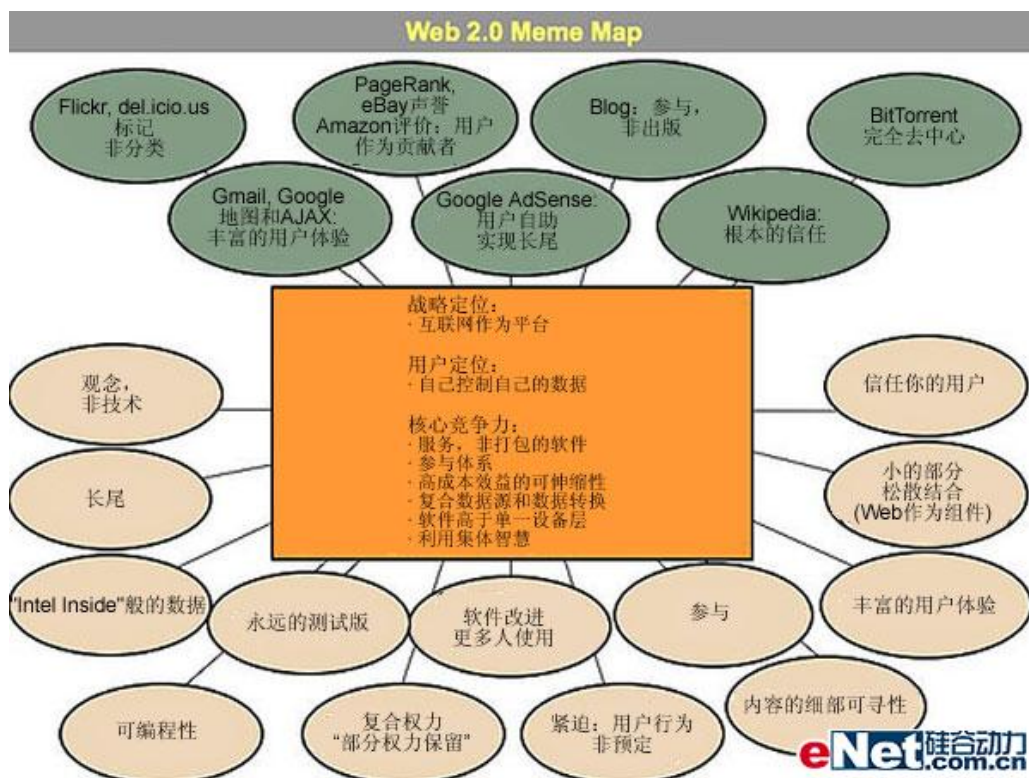 Web 2.0 Meme Map
Flickr, del.icio.us
标记
非分类
PageRank,
eBay声誉
Amazon评价：用户
作为贡献者
Blog：参与，
非出版
BitTorrent
完全去中心
Gmail, Google
地图和AJAX:
丰富的用户体验
Google AdSense:
用户自助
实现长尾
Wikipedia:
根本的信任
战略定位：
· 互联网作为平台
用户定位：
· 自己控制自己的数据
核心竞争力：
· 服务，非打包的软件
· 参与体系
· 高成本效益的可伸缩性
· 复合数据源和数据转换
· 软件高于单一设备层
· 利用集体智慧
观念，
非技术
信任你的用户
长尾
小的部分
松散结合
(Web作为组件)
"Intel Inside"般的数据
永远的测试版
软件改进
更多人使用
参与
丰富的用户体验
可编程性
复合权力
“部分权力保留”
紧迫：用户行为
非预定
内容的细部可寻性
eNet硅谷动力
.com.cn